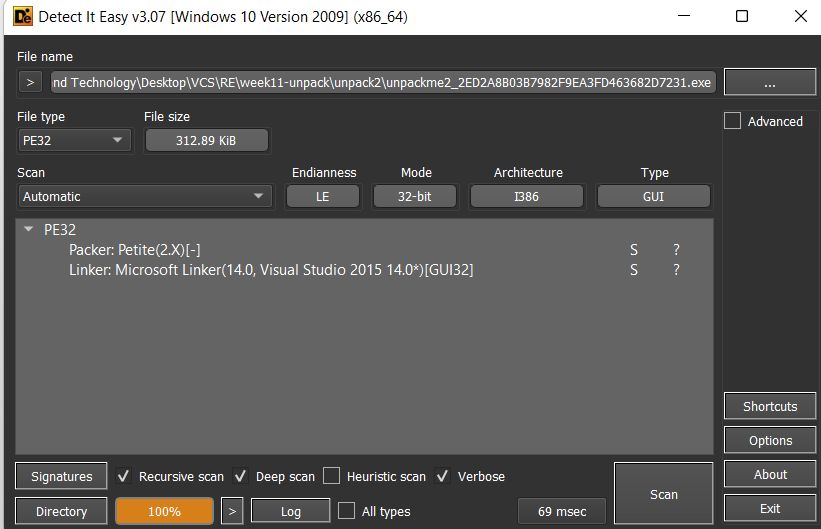 Detect It Easy v3.07 [Windows 10 Version 2009] (x86_64)
File name
> nd Technology\Desktop\VCS\RE\week11-unpack\unpack2\unpackme2_2ED2A8B03B7982F9EA3FD463682D7231.exe ...
File type File size Advanced
PE32 312.89 KiB
Scan Endianness Mode Architecture Type
Automatic LE 32-bit I386 GUI
PE32
Packer: Petite(2.X)[-] S ?
Linker: Microsoft Linker(14.0, Visual Studio 2015 14.0*)[GUI32] S ?
Shortcuts
Options
Signatures Recursive scan Deep scan Heuristic scan Verbose Scan About
Directory 100% > Log All types 69 msec Exit